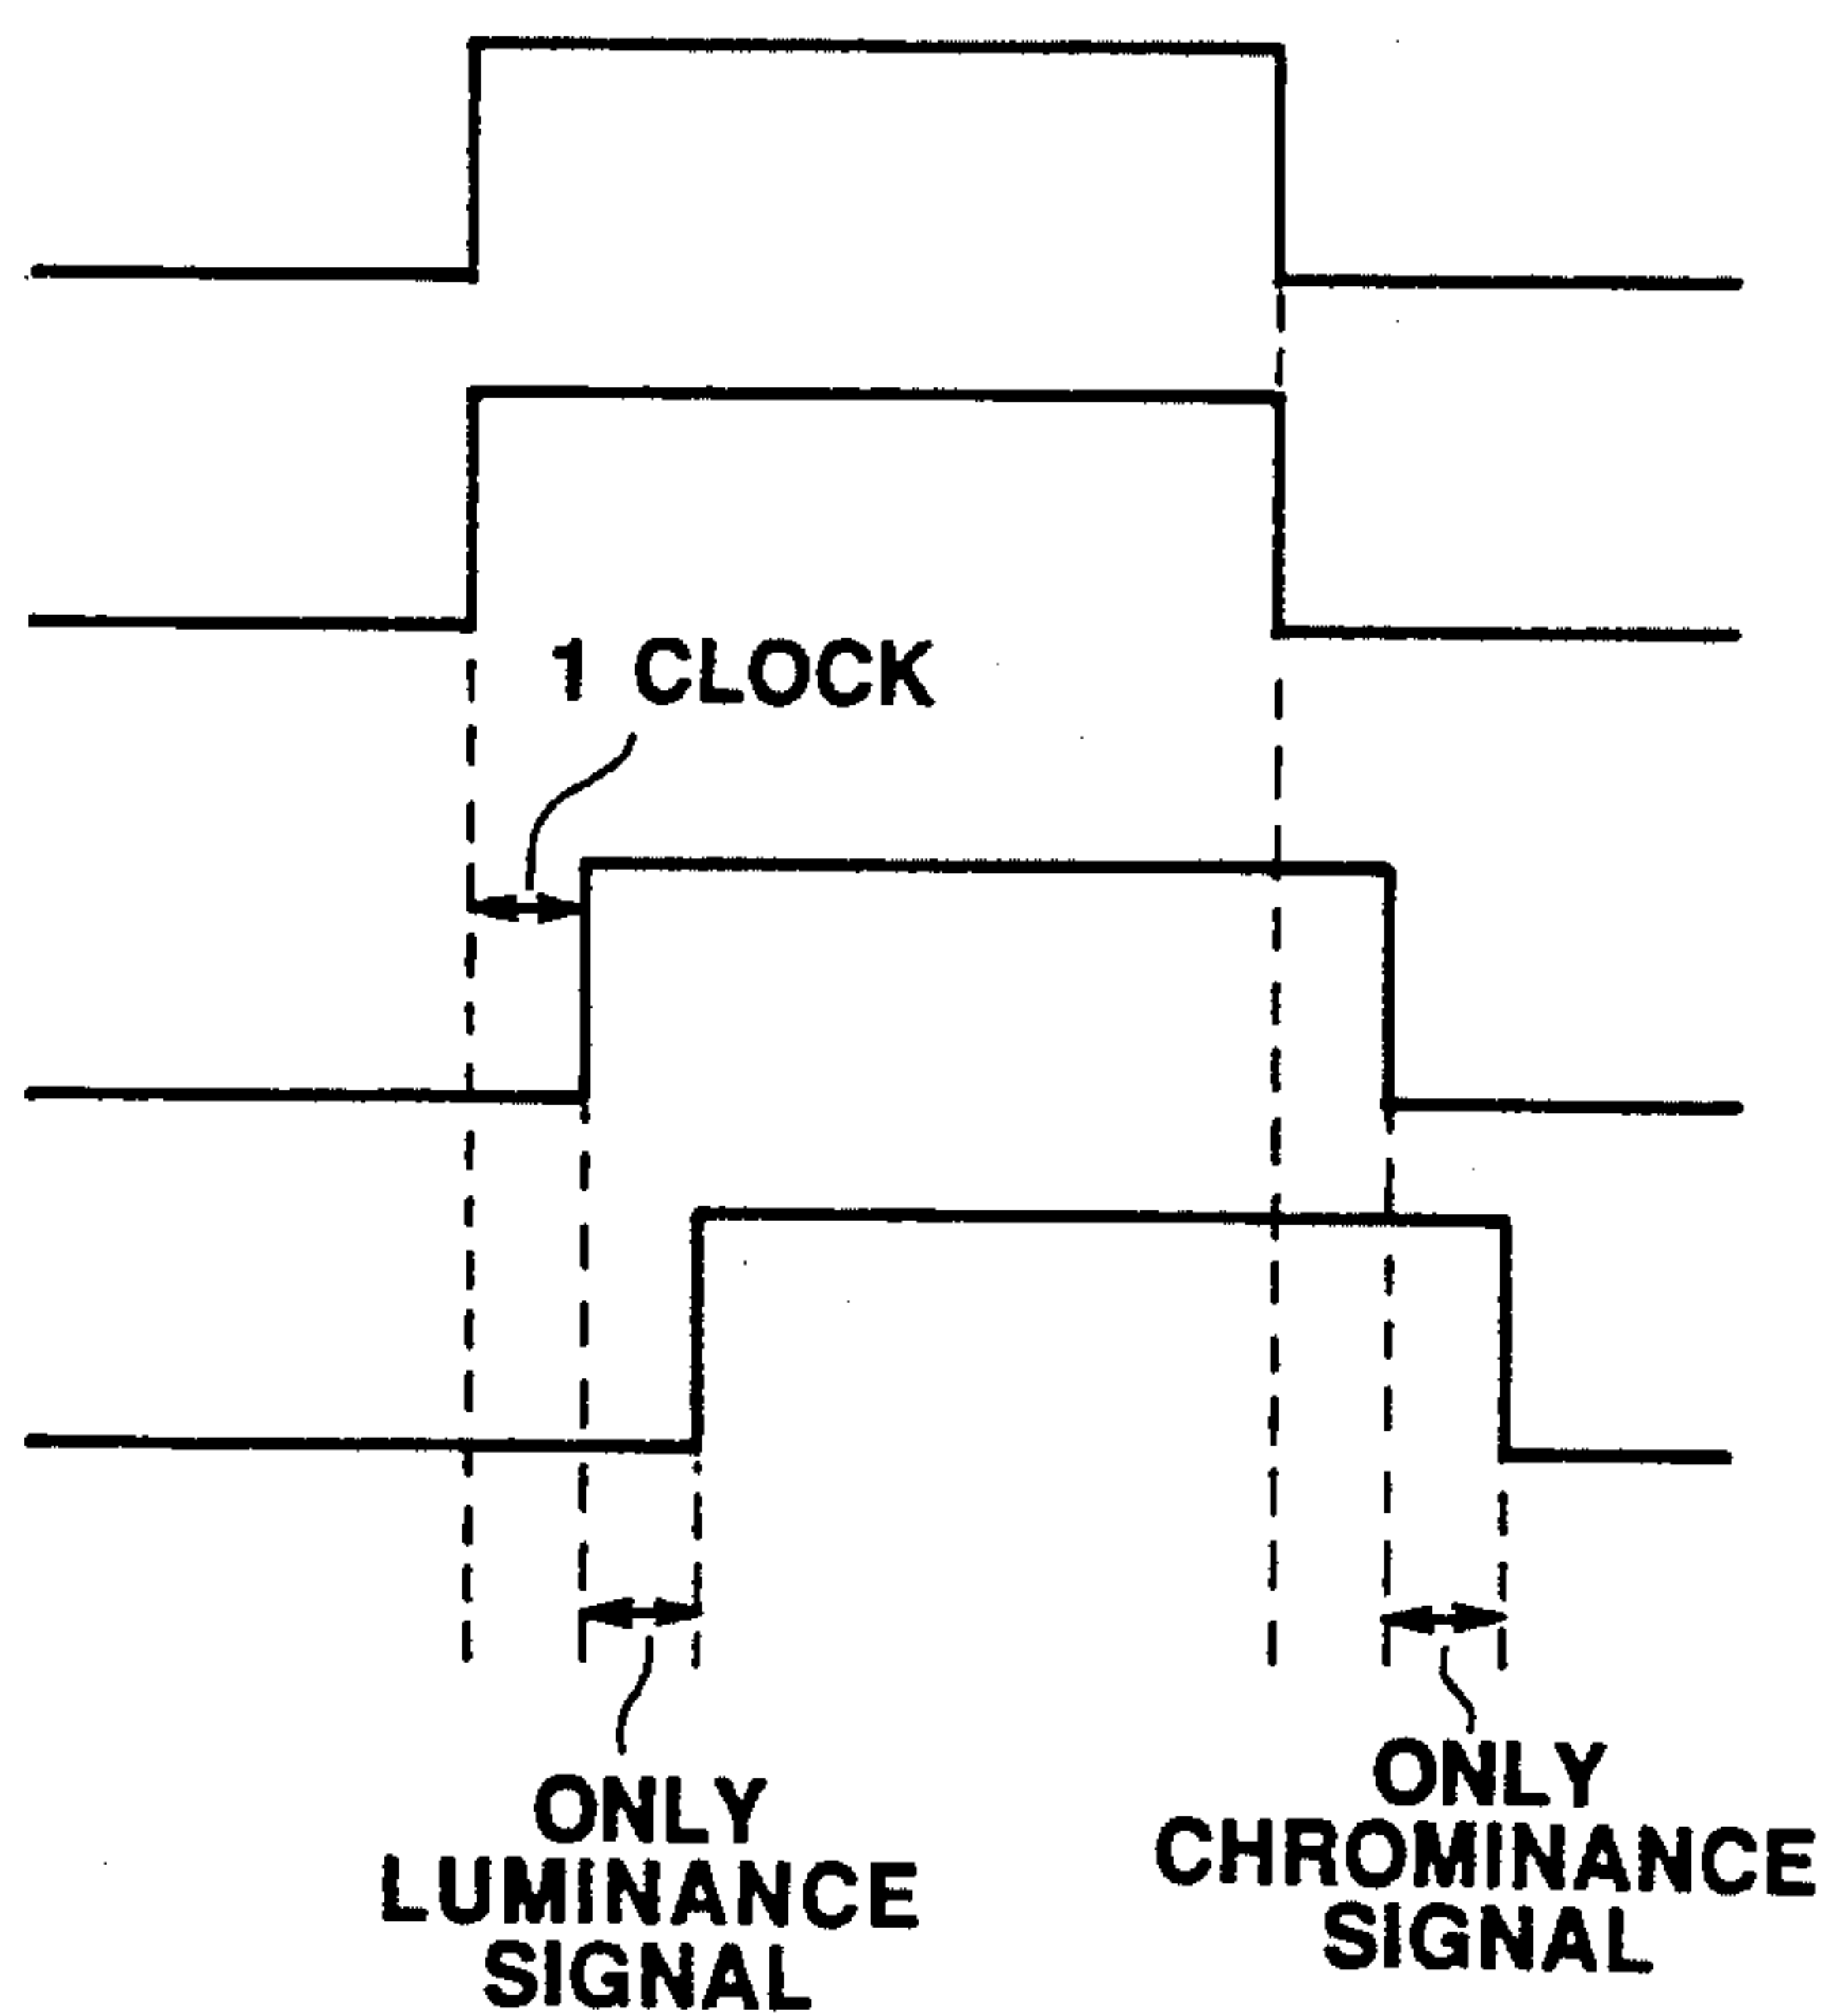 1 CLOCK
ONLY
LUMINANCE
SIGNAL
ONLY
CHROMINANCE
SIGNAL